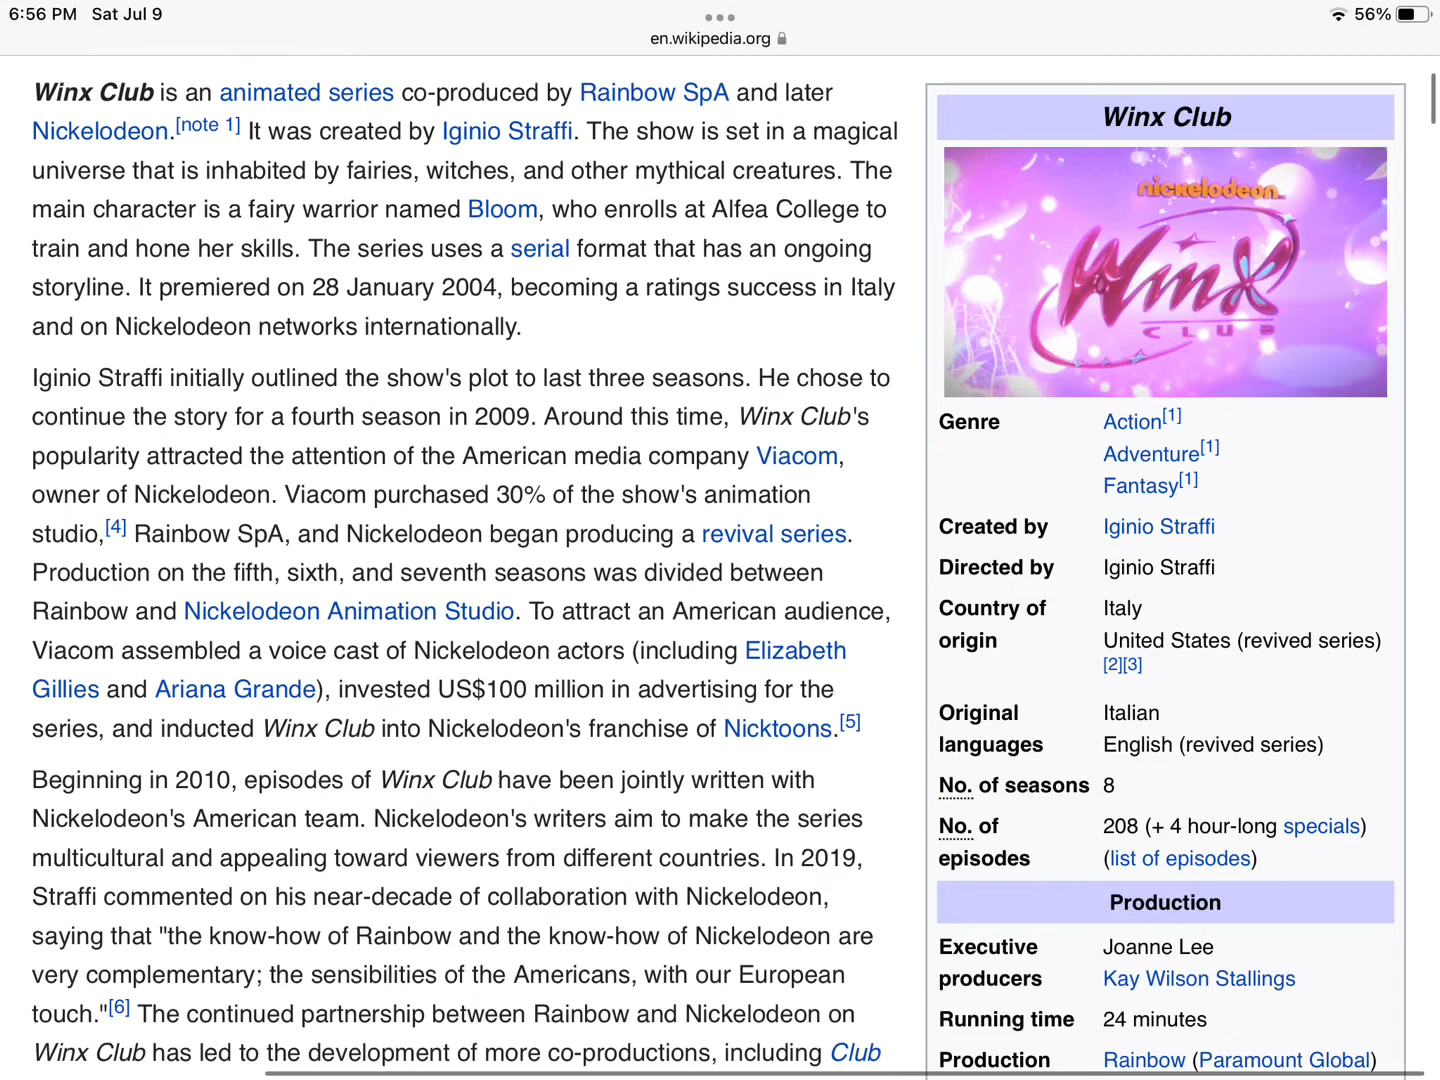 6:56 PM Sat Jul 9
56%
en.wikipedia.org
Winx Club is an animated series co-produced by Rainbow SpA and later
Nickelodeon.[note 1] It was created by Iginio Straffi. The show is set in a magical
universe that is inhabited by fairies, witches, and other mythical creatures. The
main character is a fairy warrior named Bloom, who enrolls at Alfea College to
train and hone her skills. The series uses a serial format that has an ongoing
storyline. It premiered on 28 January 2004, becoming a ratings success in Italy
and on Nickelodeon networks internationally.
Iginio Straffi initially outlined the show's plot to last three seasons. He chose to
continue the story for a fourth season in 2009. Around this time, Winx Club's
popularity attracted the attention of the American media company Viacom,
owner of Nickelodeon. Viacom purchased 30% of the show's animation
studio,[4] Rainbow SpA, and Nickelodeon began producing a revival series.
Production on the fifth, sixth, and seventh seasons was divided between
Rainbow and Nickelodeon Animation Studio. To attract an American audience,
Viacom assembled a voice cast of Nickelodeon actors (including Elizabeth
Gillies and Ariana Grande), invested US$100 million in advertising for the
series, and inducted Winx Club into Nickelodeon's franchise of Nicktoons.[5]
Beginning in 2010, episodes of Winx Club have been jointly written with
Nickelodeon's American team. Nickelodeon's writers aim to make the series
multicultural and appealing toward viewers from different countries. In 2019,
Straffi commented on his near-decade of collaboration with Nickelodeon,
saying that "the know-how of Rainbow and the know-how of Nickelodeon are
very complementary; the sensibilities of the Americans, with our European
touch."[6] The continued partnership between Rainbow and Nickelodeon on
Winx Club has led to the development of more co-productions, including Club
Winx Club
nickelodeon
Winx
CLUB
Genre Action[1]
Adventure[1]
Fantasy[1]
Created by Iginio Straffi
Directed by Iginio Straffi
Country of origin Italy
United States (revived series)
[2][3]
Original languages Italian
English (revived series)
No. of seasons 8
No. of episodes 208 (+ 4 hour-long specials)
(list of episodes)
Production
Executive producers Joanne Lee
Kay Wilson Stallings
Running time 24 minutes
Production Rainbow (Paramount Global)